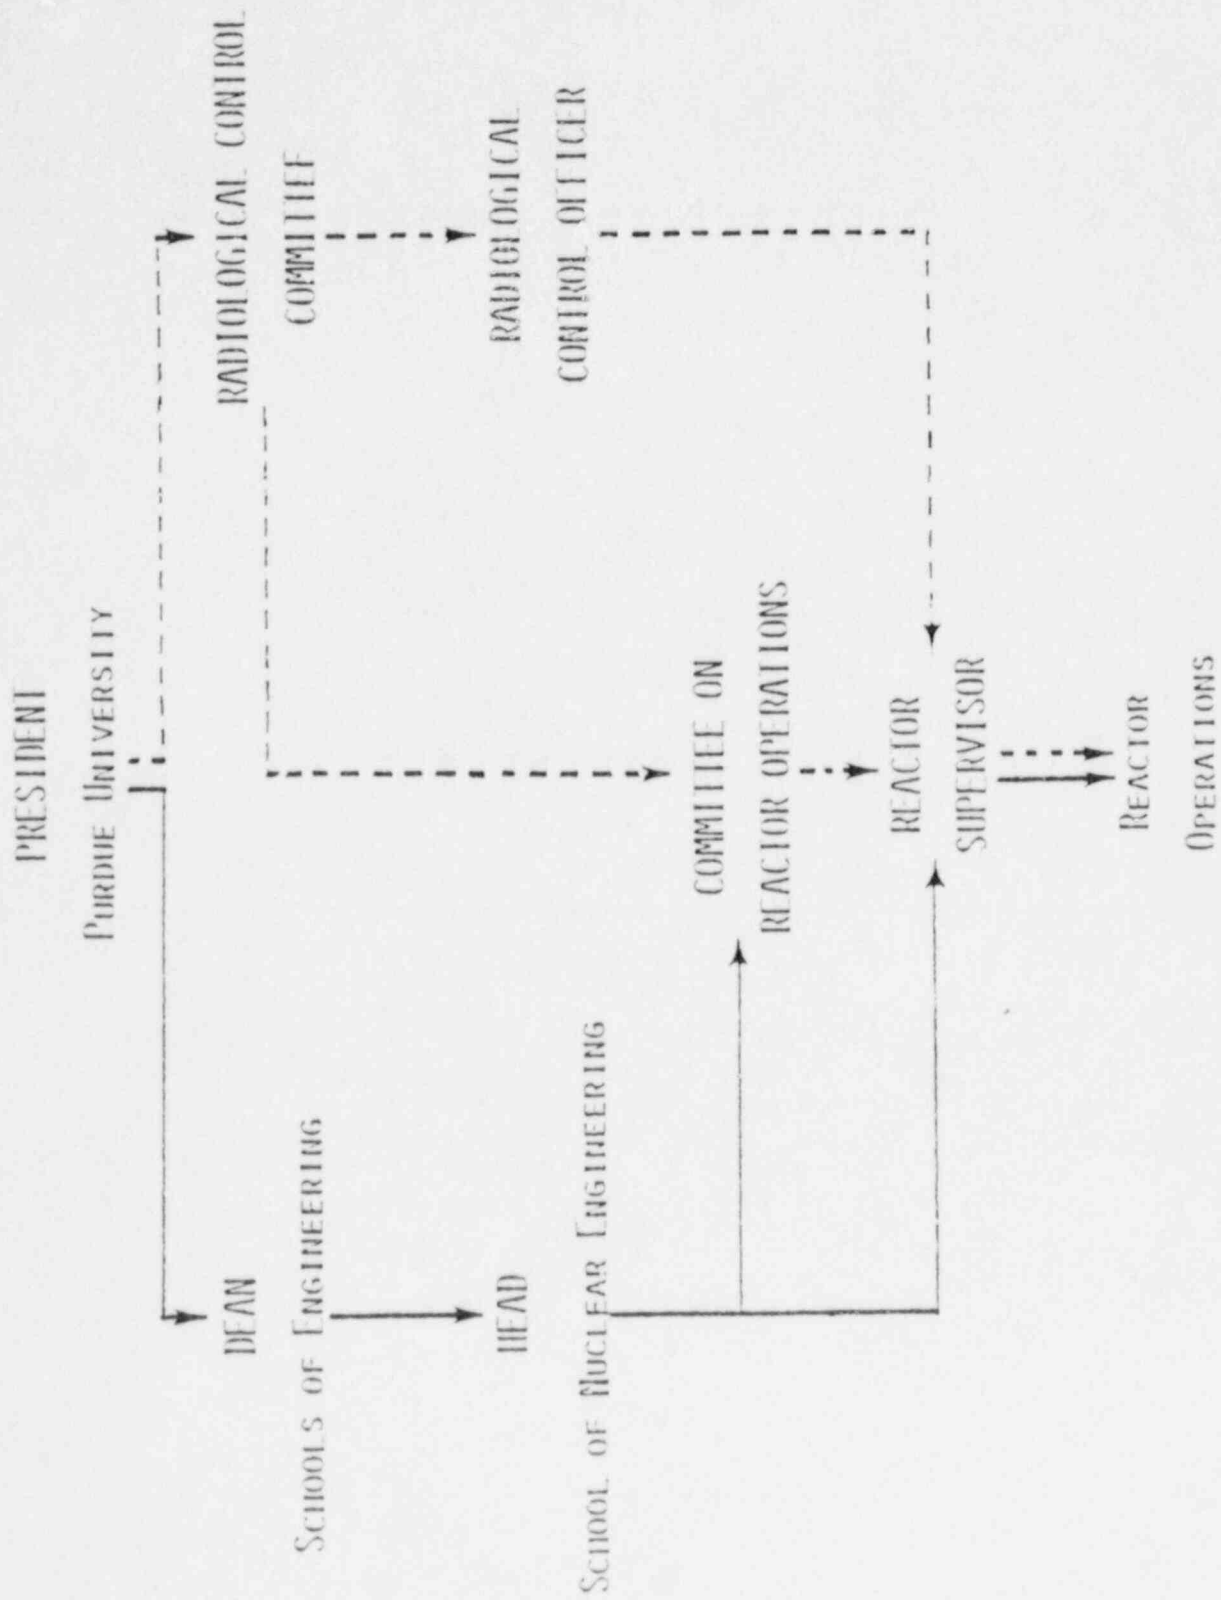 PRESIDENT
PURDUE UNIVERSITY
DEAN
SCHOOLS OF ENGINEERING
HEAD
SCHOOL OF NUCLEAR ENGINEERING
RADIOLOGICAL CONTROL
COMMITTEE
RADIOLOGICAL
CONTROL OFFICER
COMMITTEE ON
REACTOR OPERATIONS
REACTOR
SUPERVISOR
REACTOR
OPERATIONS